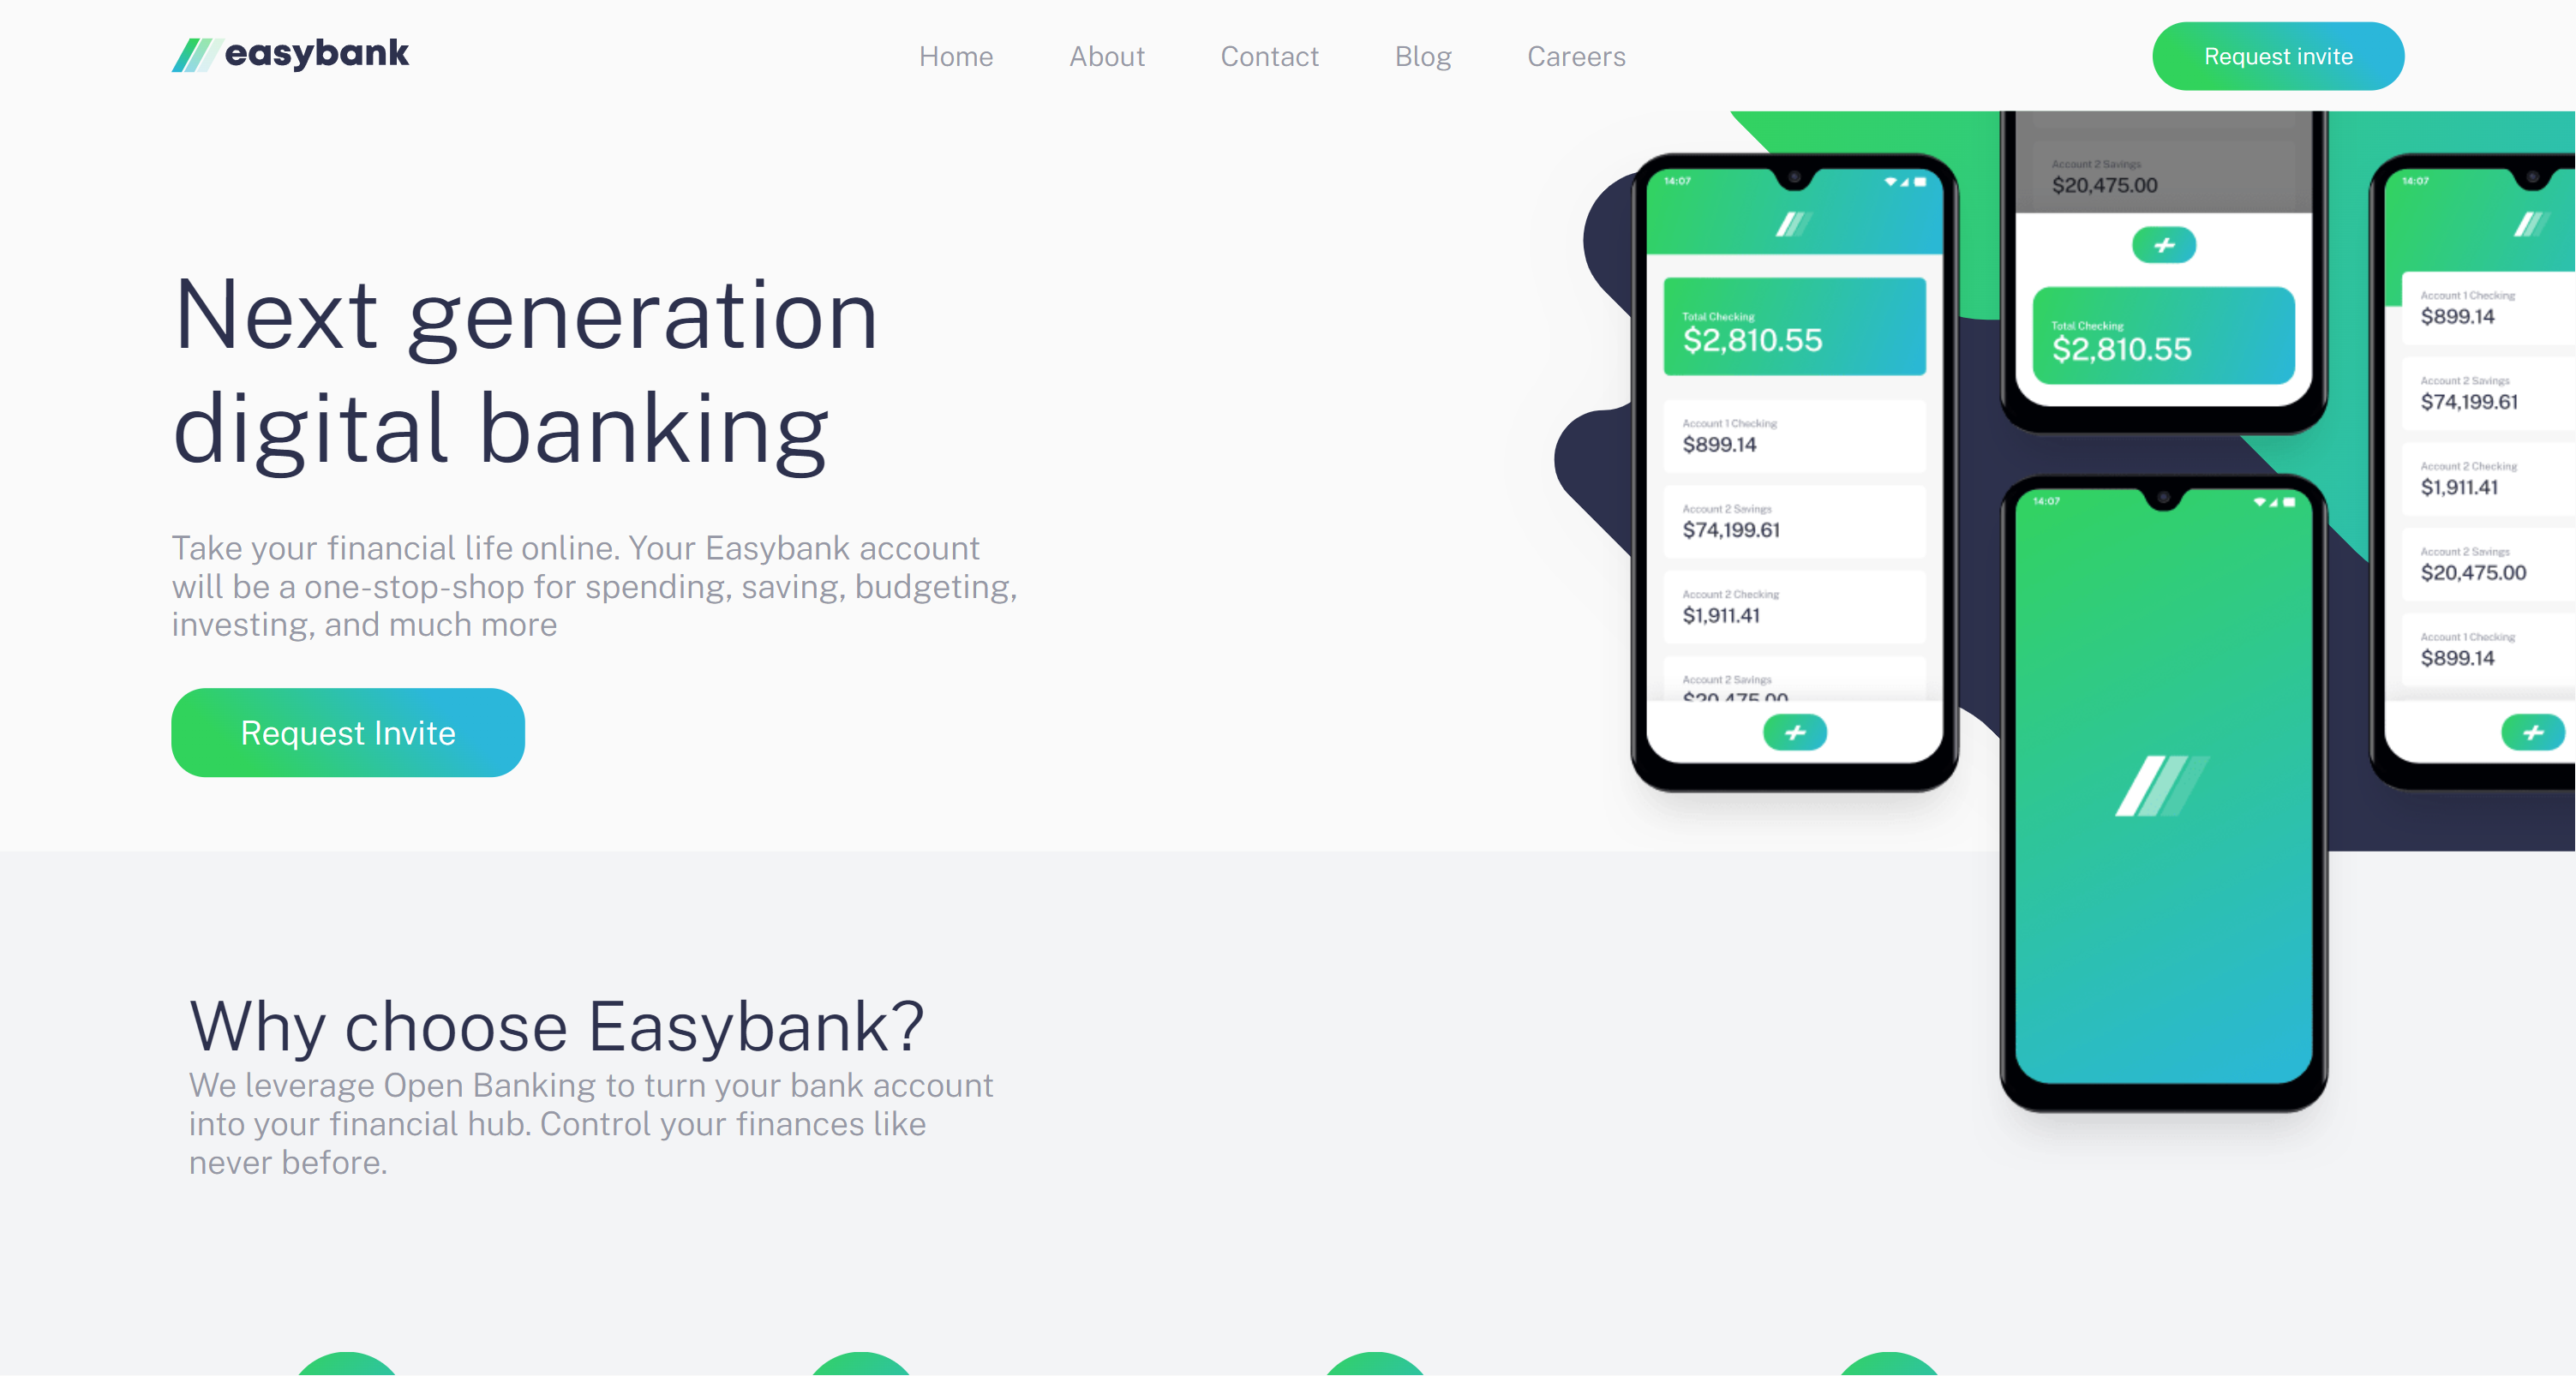 easybank
Home About Contact Blog Careers
Request invite
Next generation
digital banking
Take your financial life online. Your Easybank account
will be a one-stop-shop for spending, saving, budgeting,
investing, and much more
Request Invite
14:07
Total Checking
$2,810.55
Account 1 Checking
$899.14
Account 2 Savings
$74,199.61
Account 2 Checking
$1,911.41
Account 2 Savings
$20,475.00
Account 2 Savings
$20,475.00
Total Checking
$2,810.55
14:07
14:07
Account 1 Checking
$899.14
Account 2 Savings
$74,199.61
Account 2 Checking
$1,911.41
Account 2 Savings
$20,475.00
Account 1 Checking
$899.14
Why choose Easybank?
We leverage Open Banking to turn your bank account
into your financial hub. Control your finances like
never before.